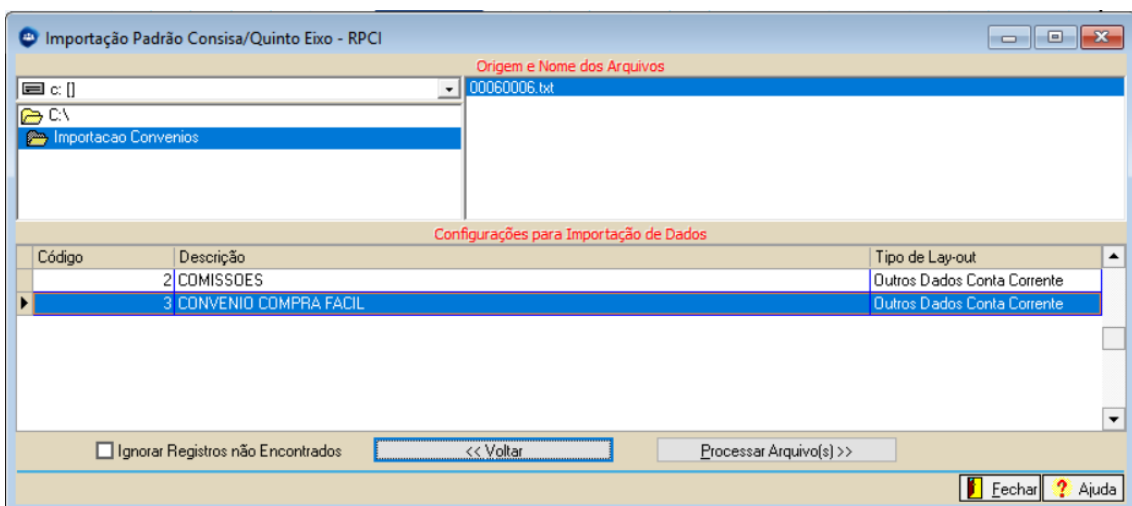 Importação Padrão Consisa/Quinto Eixo - RPCI
Origem e Nome dos Arquivos
c: []
00060006.txt
C:\
Importacao Convenios
Configurações para Importação de Dados
Código Descrição Tipo de Lay-out
2 COMISSOES Outros Dados Conta Corrente
3 CONVENIO COMPRA FACIL Outros Dados Conta Corrente
Ignorar Registros não Encontrados << Voltar Processar Arquivo(s) >>
Fechar ? Ajuda